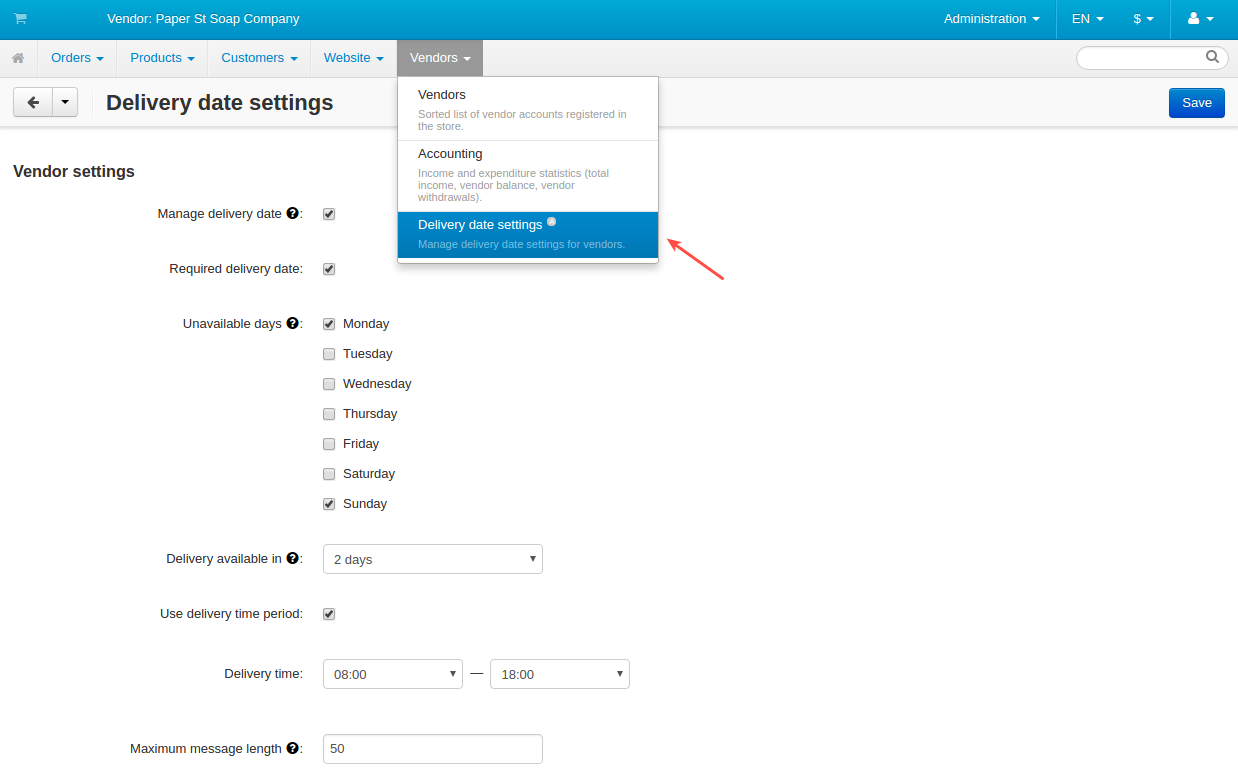 Vendor: Paper St Soap Company
Administration
EN
$
Orders
Products
Customers
Website
Vendors
Delivery date settings
Save
Vendors
Sorted list of vendor accounts registered in
the store.
Accounting
Income and expenditure statistics (total
income, vendor balance, vendor
withdrawals).
Delivery date settings A
Manage delivery date settings for vendors.
Vendor settings
Manage delivery date ?:
Required delivery date:
Unavailable days ?:
Monday
Tuesday
Wednesday
Thursday
Friday
Saturday
Sunday
Delivery available in ?:
2 days
Use delivery time period:
Delivery time:
08:00 — 18:00
Maximum message length ?:
50